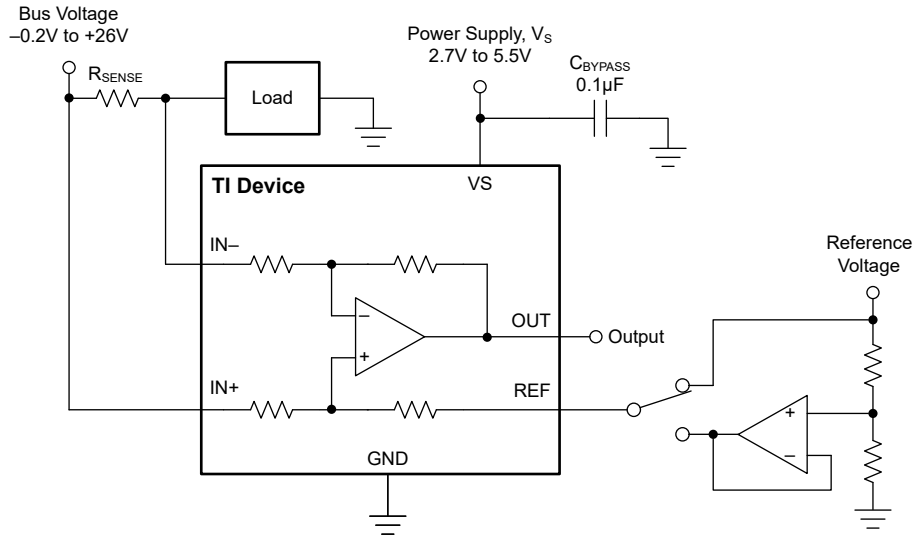 Bus Voltage
–0.2V to +26V
RSENSE
Load
Power Supply, VS
2.7V to 5.5V
CBYPASS
0.1µF
TI Device
VS
IN–
–
+
OUT
Output
IN+
REF
GND
Reference
Voltage
+
–